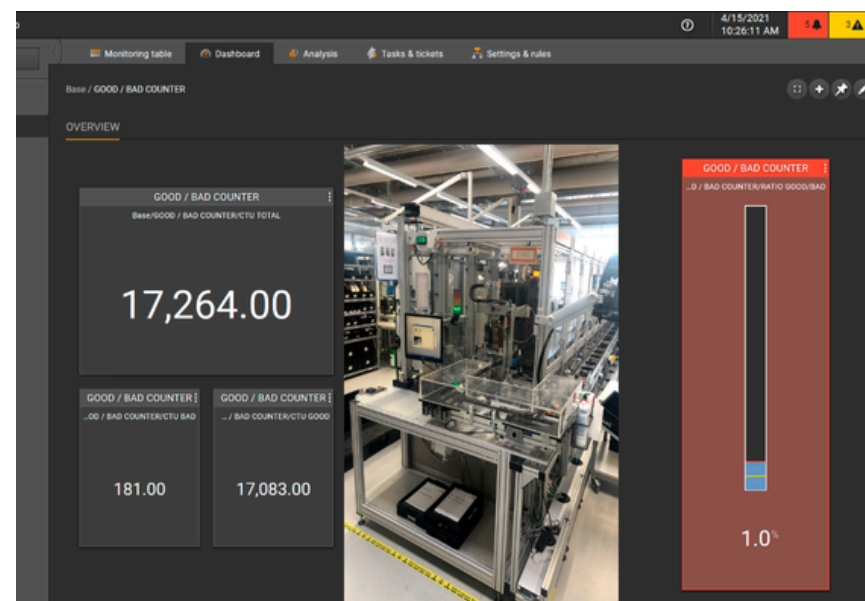 4/15/2021
10:26:11 AM
5
3
Monitoring table
Dashboard
Analysis
Tasks & tickets
Settings & rules
Base / GOOD / BAD COUNTER
OVERVIEW
GOOD / BAD COUNTER
Base/GOOD / BAD COUNTER/CTU TOTAL
17,264.00
GOOD / BAD COUNTER
...OD / BAD COUNTER/CTU BAD
181.00
GOOD / BAD COUNTER
... / BAD COUNTER/CTU GOOD
17,083.00
GOOD / BAD COUNTER
...D / BAD COUNTER/RATIO GOOD/BAD
1.0%